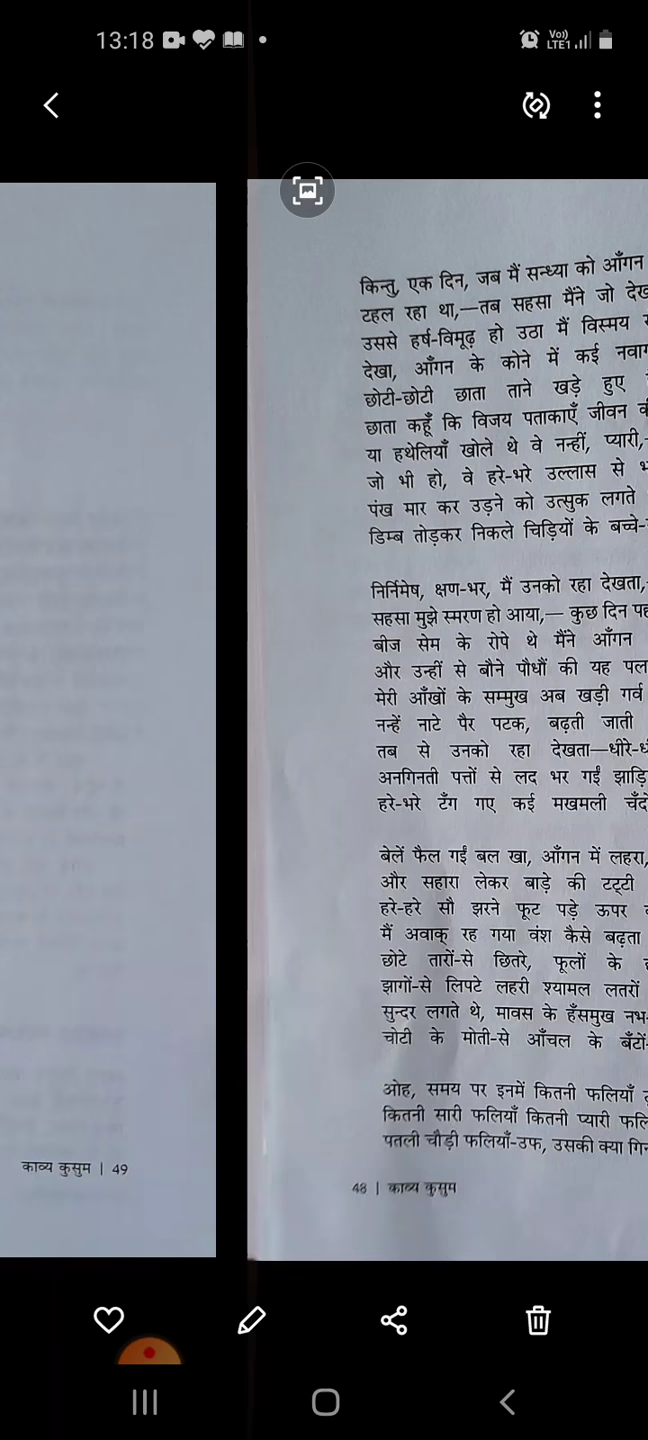 13:18
Vo))
LTE1
किन्तु, एक दिन, जब मैं सन्ध्या को आँगन
टहल रहा था,—तब सहसा मैंने जो
उससे हर्ष-विमूढ़ हो उठा मैं विस्मय
देखा, आँगन के कोने में कई
छोटी-छोटी छाता ताने खड़े हुए
छाता कहूँ कि विजय पताकाएँ जीवन
या हथेलियाँ खोले थे वे नन्हीं, प्यारी,
जो भी हो, वे हरे-भरे उल्लास से
पंख मार कर उड़ने को उत्सुक लगते
डिम्ब तोड़कर निकले चिड़ियों के बच्चे-
निर्निमेष, क्षण-भर, मैं उनको रहा देखता,
सहसा मुझे स्मरण हो आया,— कुछ दिन
बीज सेम के रोपे थे मैंने आँगन
और उन्हीं से बौने पौधौं की यह
मेरी आँखों के सम्मुख अब खड़ी गर्व
नन्हें नाटे पैर पटक, बढ़ती जाती
तब से उनको रहा देखता—धीरे-
अनगिनती पत्तों से लद भर गईं
हरे-भरे टँग गए कई मखमली
बेलें फैल गईं बल खा, आँगन में लहरा,
और सहारा लेकर बाड़े की टट्टी
हरे-हरे सौ झरने फूट पड़े ऊपर
मैं अवाक् रह गया वंश कैसे बढ़ता
छोटे तारों-से छितरे, फूलों के
झागों-से लिपटे लहरी श्यामल लतरों
सुन्दर लगते थे, मावस के हँसमुख नभ-
चोटी के मोती-से आँचल के बूँटों-
ओह, समय पर इनमें कितनी फलियाँ
कितनी सारी फलियाँ कितनी प्यारी
पतली चौड़ी फलियाँ-उफ, उसकी क्या
48 | काव्य कुसुम
काव्य कुसुम | 49